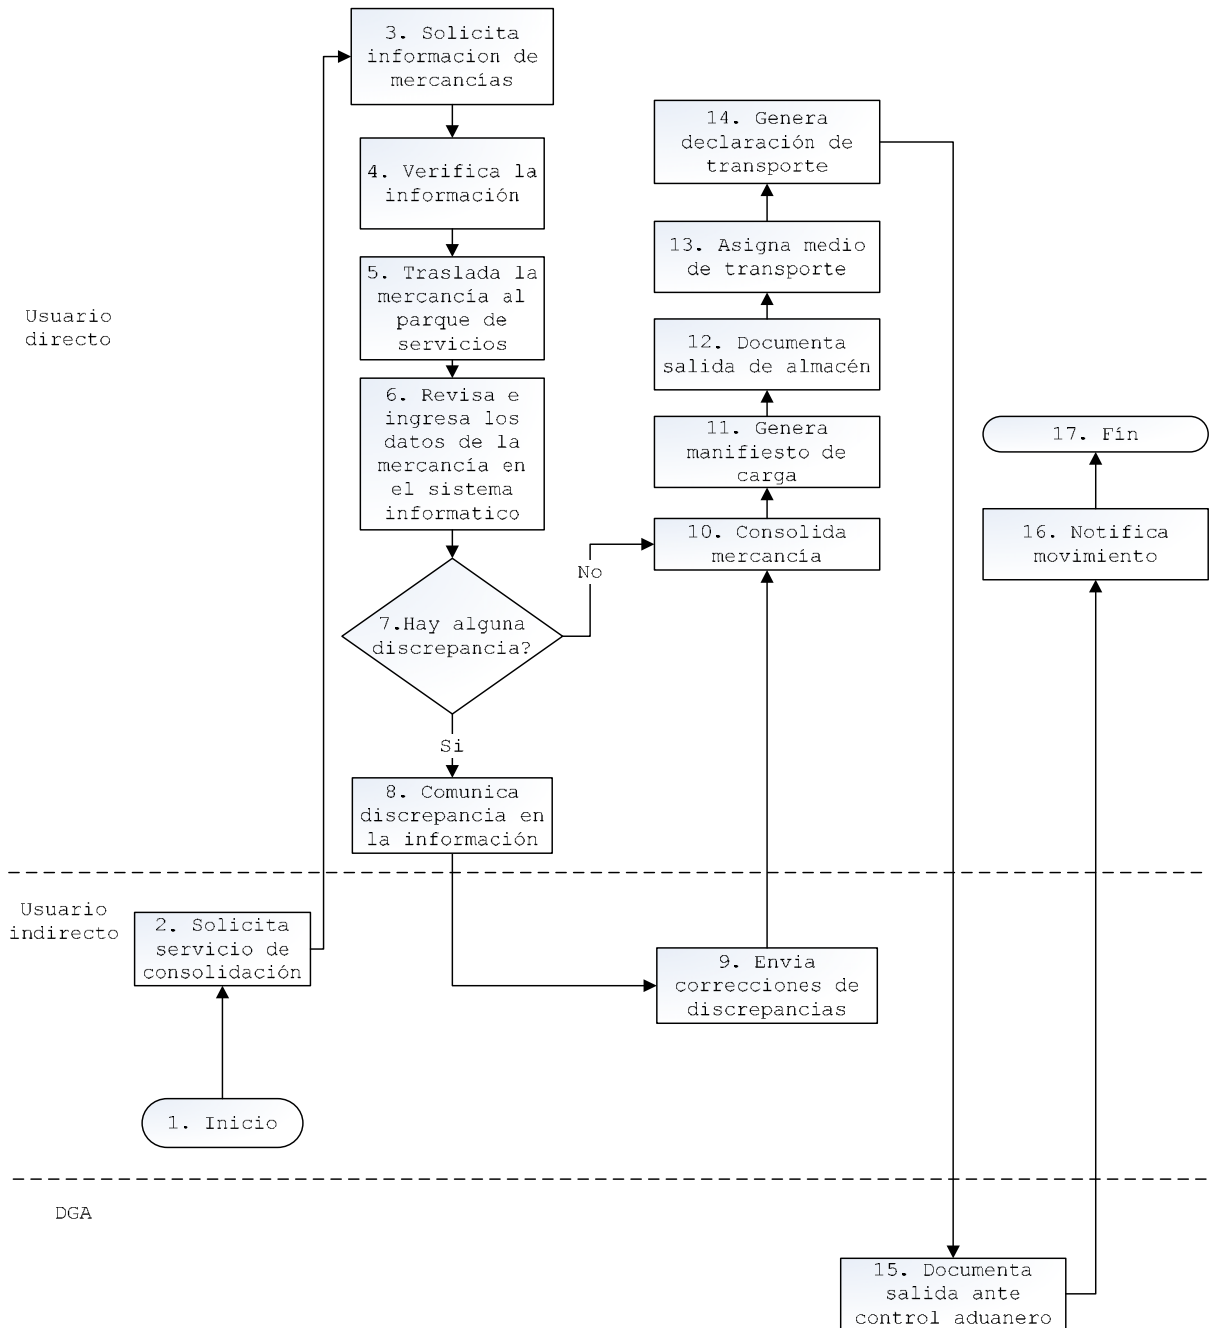 3. Solicita
informacion de
mercancías
4. Verifica la
información
5. Traslada la
mercancía al
parque de
servicios
Usuario
directo
6. Revisa e
ingresa los
datos de la
mercancía en
el sistema
informatico
7.Hay alguna
discrepancia?
No
Si
8. Comunica
discrepancia en
la información
14. Genera
declaración de
transporte
13. Asigna medio
de transporte
12. Documenta
salida de almacén
11. Genera
manifiesto de
carga
10. Consolida
mercancía
17. Fín
16. Notifica
movimiento
Usuario
indirecto
2. Solicita
servicio de
consolidación
9. Envia
correcciones de
discrepancias
1. Inicio
DGA
15. Documenta
salida ante
control aduanero